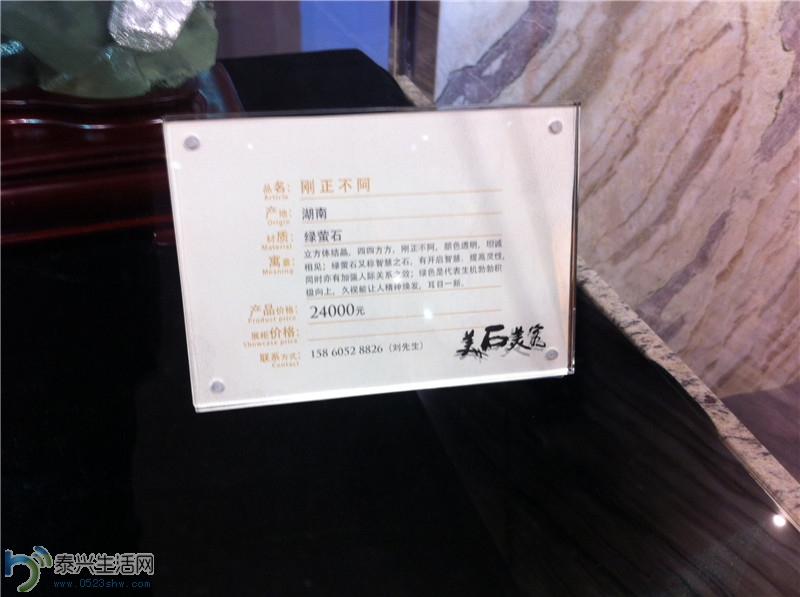 品名: 刚正不阿
Article
产地: 湖南
Origin
材质: 绿萤石
Material
寓意: 立方体结晶，四四方方，刚正不阿，颜色透明，坦诚
Meaning
相见；绿萤石又称智慧之石，有开启智慧，提高灵线，
同时亦有加强人际关系之效；绿色是代表生机勃勃积
极向上，久视能让人精神焕发，耳目一新。
产品价格: 24000元
Product price
展柜价格:
Showcase price
联系方式: 158 6052 8826（刘先生）
Contact
美石美家
泰兴生活网
www.0523shw.com